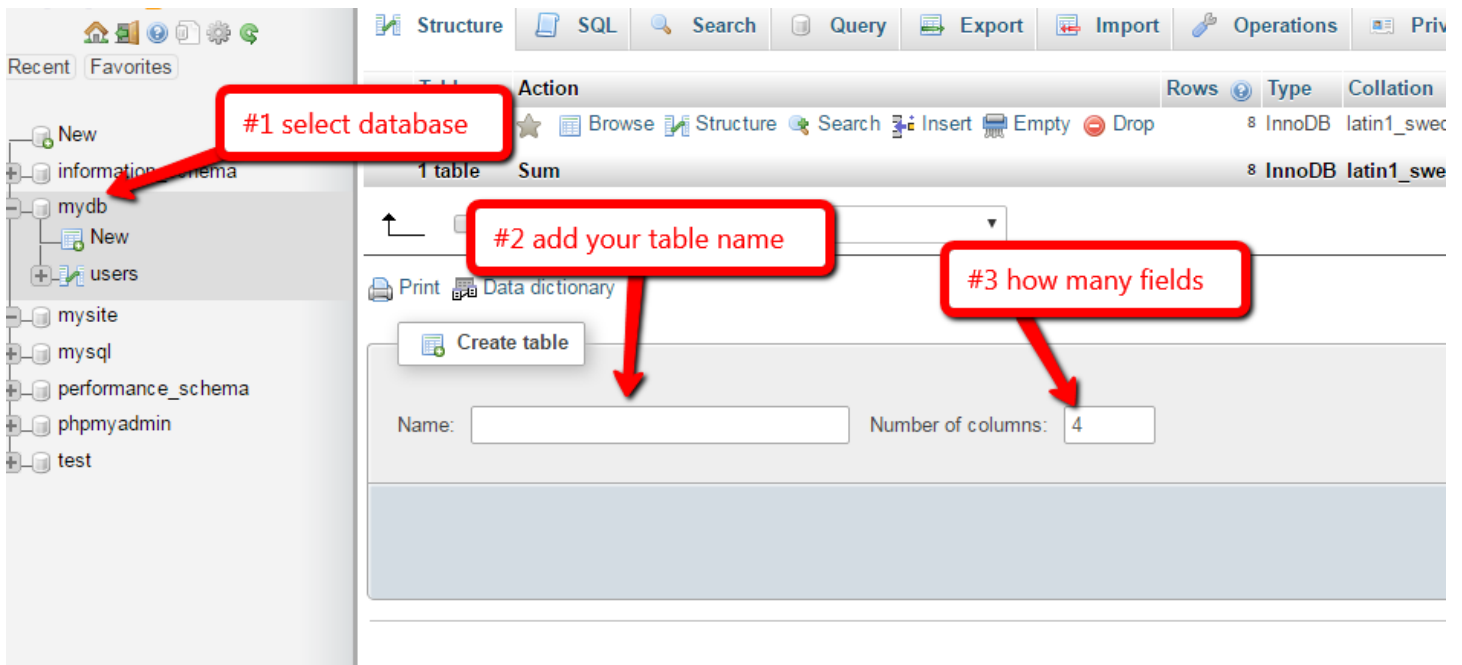 Recent Favorites
New
information_schema
mydb
New
users
mysite
mysql
performance_schema
phpmyadmin
test
Structure SQL Search Query Export Import Operations
Action Rows Type Collation
Browse Structure Search Insert Empty Drop 8 InnoDB latin1_swed
1 table Sum 8 InnoDB latin1_swe
#1 select database
#2 add your table name
#3 how many fields
Print Data dictionary
Create table
Name: Number of columns: 4